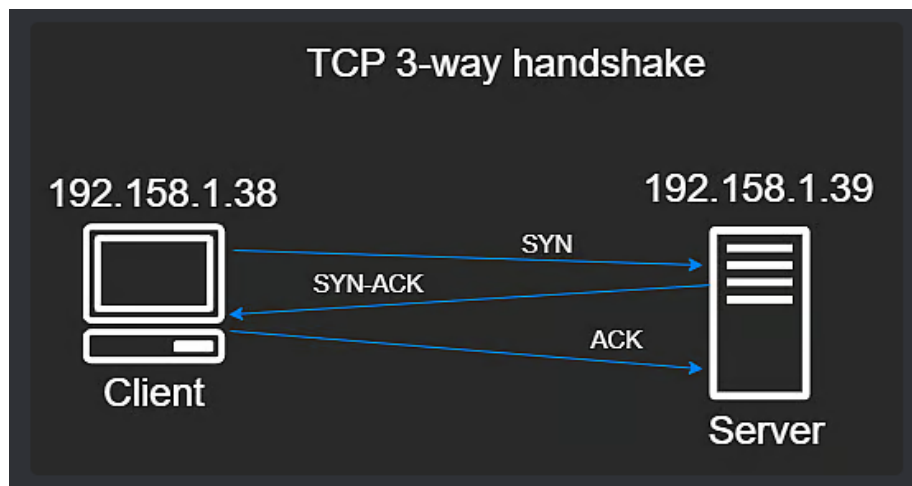 TCP 3-way handshake
192.158.1.38
192.158.1.39
SYN
SYN-ACK
ACK
Client
Server